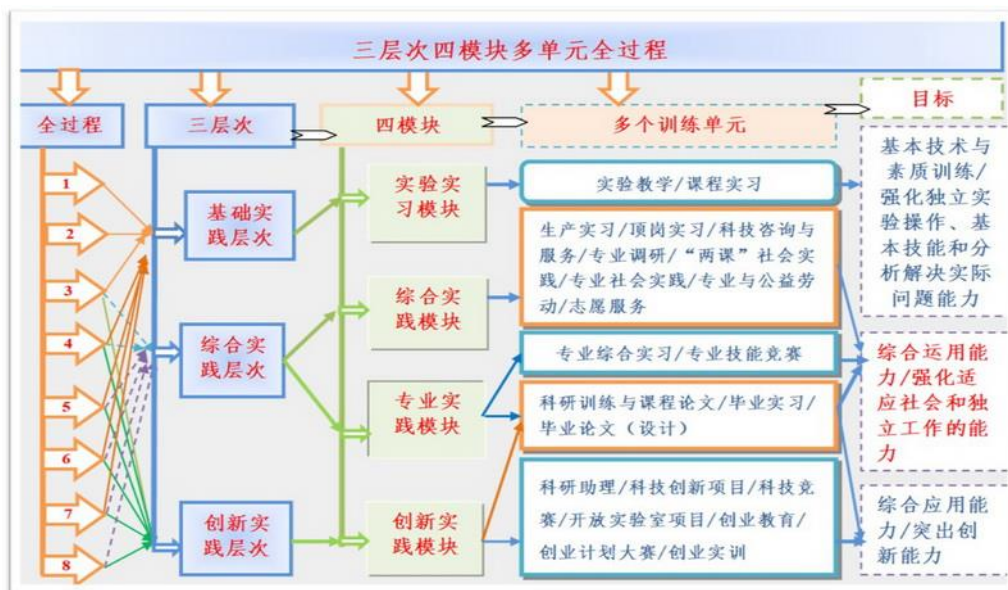 三层次四模块多单元全过程
全过程
三层次
四模块
多个训练单元
目标
1
2
3
4
5
6
7
8
基础实
践层次
综合实
践层次
创新实
践层次
实验实
习模块
综合实
践模块
专业实
践模块
创新实
践模块
实验教学/课程实习
生产实习/顶岗实习/科技咨询与
服务/专业调研/“两课”社会实
践/专业社会实践/专业与公益劳
动/志愿服务
专业综合实习/专业技能竞赛
科研训练与课程论文/毕业实习/
毕业论文（设计）
科研助理/科技创新项目/科技竞
赛/开放实验室项目/创业教育/
创业计划大赛/创业实训
基本技术与
素质训练/
强化独立实
验操作、基
本技能和分
析解决实际
问题能力
综合运用能
力/强化适
应社会和独
立工作的能
力
综合应用能
力/突出创
新能力